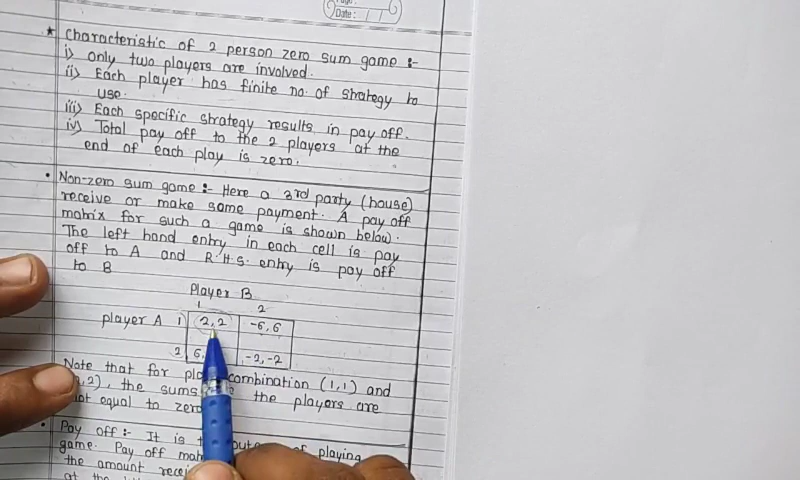 Date:
* Characteristic of 2 person zero sum game :-
i) only two players are involved.
ii) Each player has finite no. of strategy to
use.
iii) Each specific strategy results in pay off.
iv) Total pay off to the 2 players at the
end of each play is zero.
• Non-zero sum game :- Here a 3rd party (house)
receive or make some payment. A pay off
matrix for such a game is shown below.
The left hand entry in each cell is pay
off to A and R.H.S. entry is pay off
to B
Player B
1 2
player A 1 2,2 -6,6
2 6, -2,-2
Note that for combination (1,1) and
2), the sums the players are
not equal to zero
• Pay off :- It is of playing
game. Pay off
the amount
at the